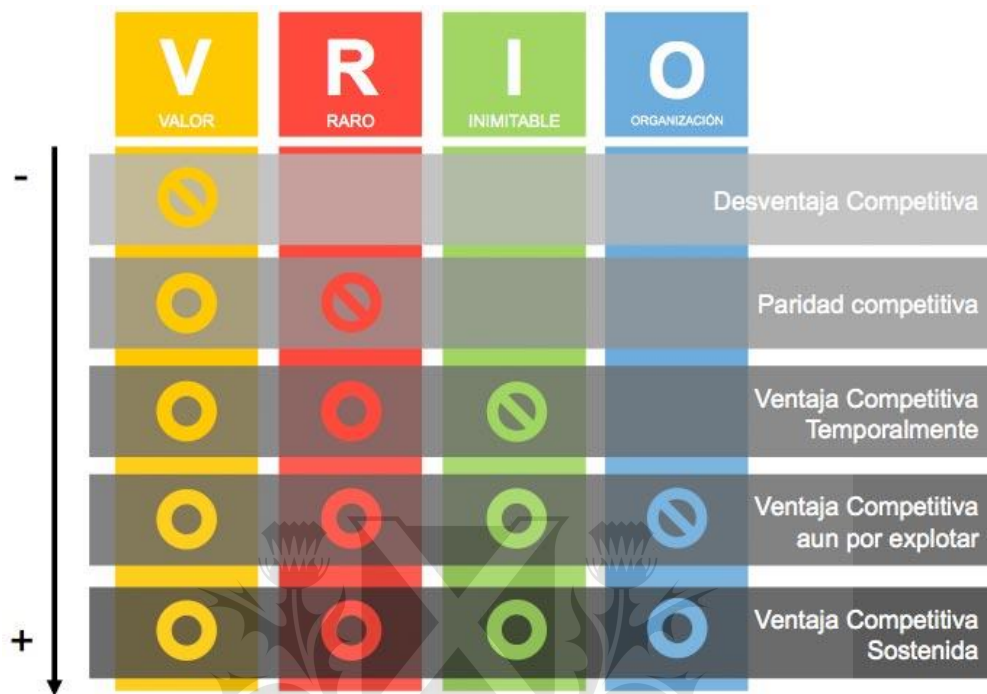 V R I O
VALOR RARO INIMITABLE ORGANIZACIÓN
-
Desventaja Competitiva
Paridad competitiva
Ventaja Competitiva
Temporalmente
Ventaja Competitiva
aun por explotar
+
Ventaja Competitiva
Sostenida